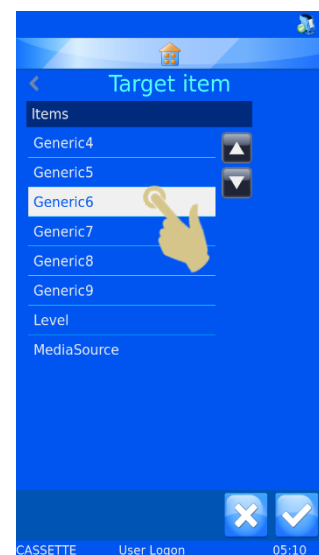 Target item
Items
Generic4
Generic5
Generic6
Generic7
Generic8
Generic9
Level
MediaSource
CASSETTE User Logon 05:10